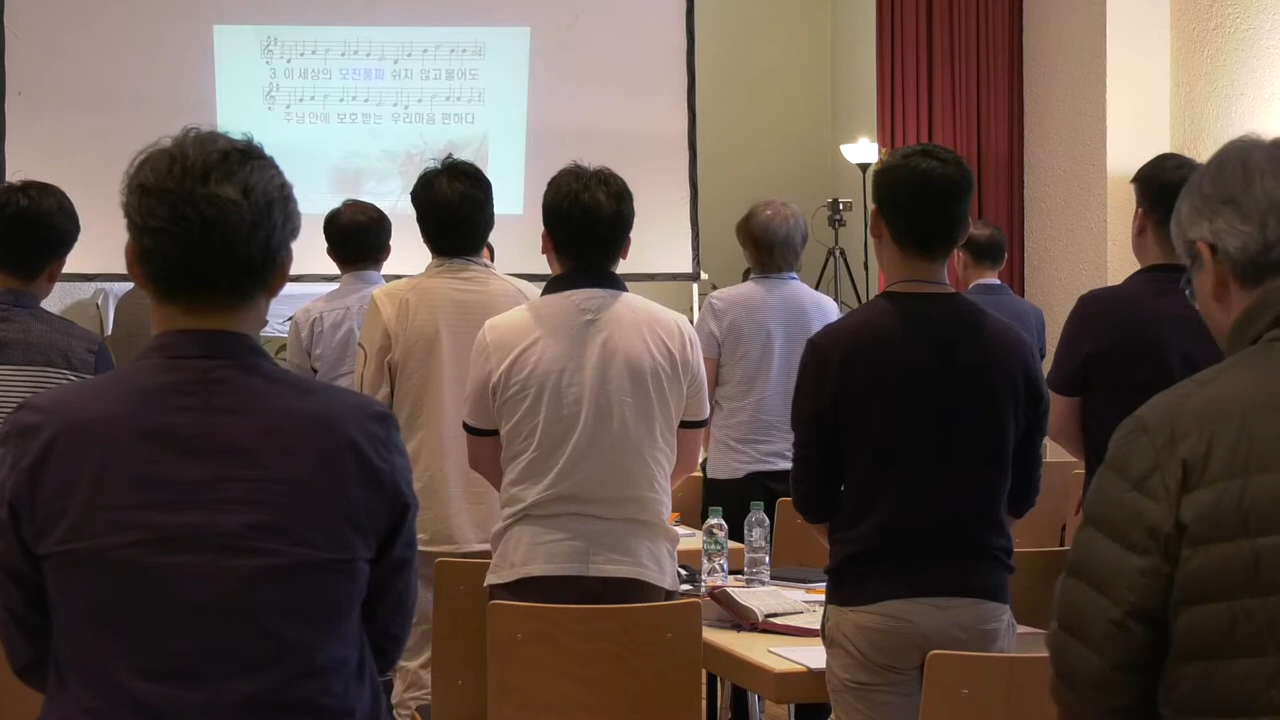 3. 이 세상의 모진풍파 쉬지 않고 불어도
주님 안에 보호 받는 우리마음 편하다